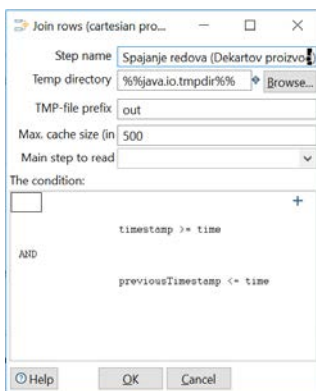 Join rows (cartesian pro...
Step name Spajanje redova (Dekartov proizvod)
Temp directory %%java.io.tmpdir%% Browse...
TMP-file prefix out
Max. cache size (in 500
Main step to read
The condition:
timestamp >= time
AND
previousTimestamp <= time
Help OK Cancel